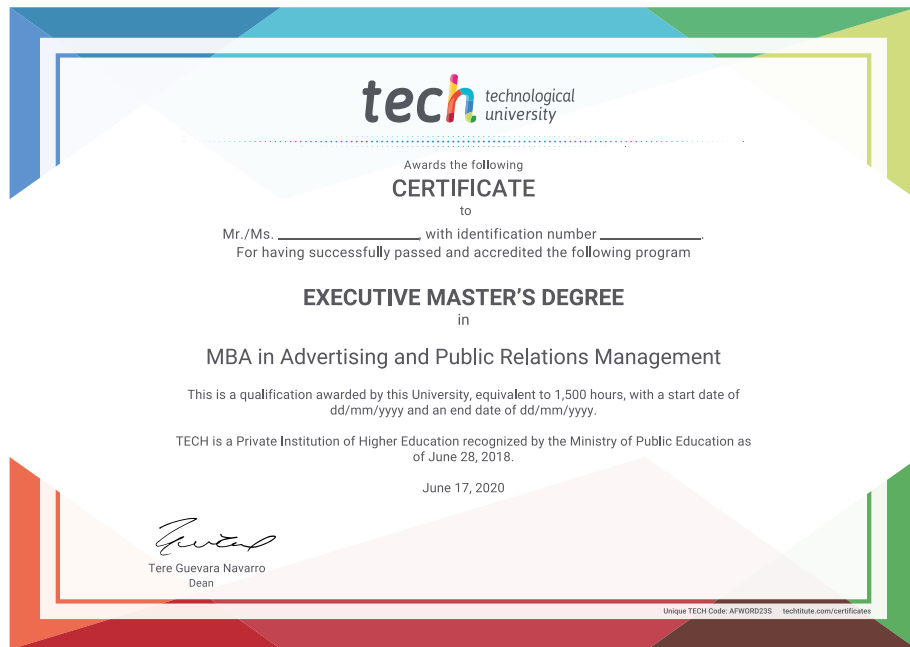 tech technological
university
Awards the following
CERTIFICATE
to
Mr./Ms. ____________________, with identification number ______________.
For having successfully passed and accredited the following program
EXECUTIVE MASTER'S DEGREE
in
MBA in Advertising and Public Relations Management
This is a qualification awarded by this University, equivalent to 1,500 hours, with a start date of
dd/mm/yyyy and an end date of dd/mm/yyyy.
TECH is a Private Institution of Higher Education recognized by the Ministry of Public Education as
of June 28, 2018.
June 17, 2020
Tere Guevara Navarro
Dean
Unique TECH Code: AFWORD23S techtitute.com/certificates